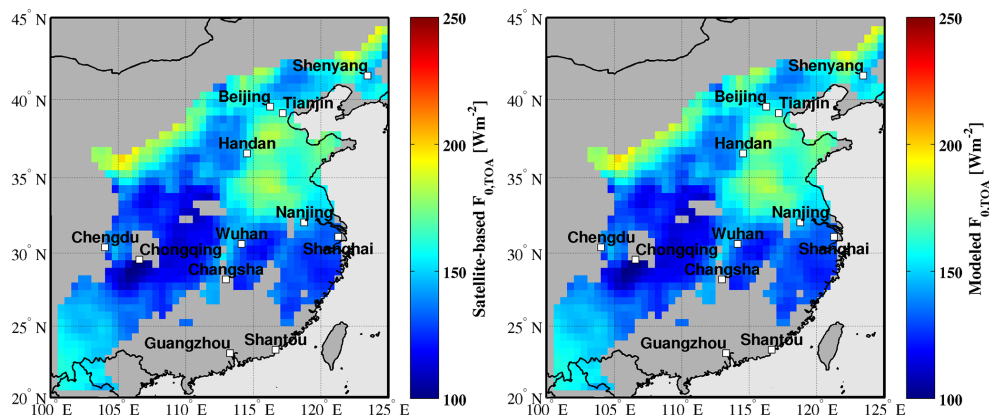 45° N
40° N
35° N
30° N
25° N
20° N
100° E
105° E
110° E
115° E
120° E
125° E
Shenyang
Beijing
Tianjin
Handan
Nanjing
Wuhan
Shanghai
Chengdu
Chongqing
Changsha
Guangzhou
Shantou
250
200
150
100
Satellite-based F0,TOA [Wm-2]
45° N
40° N
35° N
30° N
25° N
20° N
100° E
105° E
110° E
115° E
120° E
125° E
Shenyang
Beijing
Tianjin
Handan
Nanjing
Wuhan
Shanghai
Chengdu
Chongqing
Changsha
Guangzhou
Shantou
250
200
150
100
Modeled F0,TOA [Wm-2]